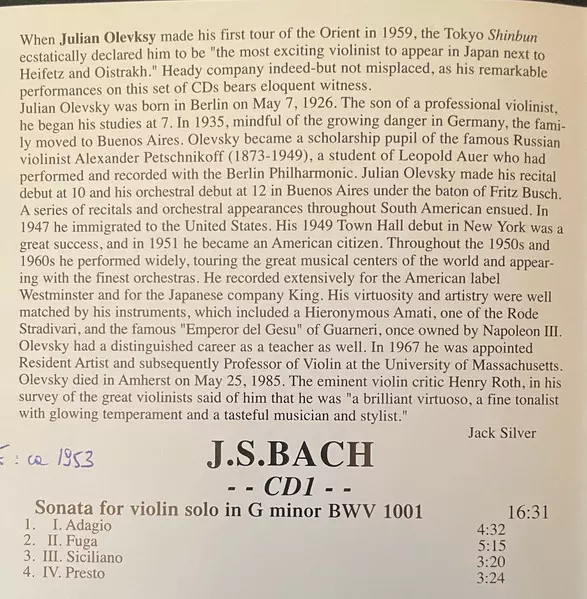 When Julian Olevksy made his first tour of the Orient in 1959, the Tokyo Shinbun
ecstatically declared him to be "the most exciting violinist to appear in Japan next to
Heifetz and Oistrakh." Heady company indeed-but not misplaced, as his remarkable
performances on this set of CDs bears eloquent witness.
Julian Olevsky was born in Berlin on May 7, 1926. The son of a professional violinist,
he began his studies at 7. In 1935, mindful of the growing danger in Germany, the fami-
ly moved to Buenos Aires. Olevsky became a scholarship pupil of the famous Russian
violinist Alexander Petschnikoff (1873-1949), a student of Leopold Auer who had
performed and recorded with the Berlin Philharmonic. Julian Olevsky made his recital
debut at 10 and his orchestral debut at 12 in Buenos Aires under the baton of Fritz Busch.
A series of recitals and orchestral appearances throughout South American ensued. In
1947 he immigrated to the United States. His 1949 Town Hall debut in New York was a
great success, and in 1951 he became an American citizen. Throughout the 1950s and
1960s he performed widely, touring the great musical centers of the world and appear-
ing with the finest orchestras. He recorded extensively for the American label
Westminster and for the Japanese company King. His virtuosity and artistry were well
matched by his instruments, which included a Hieronymous Amati, one of the Rode
Stradivari, and the famous "Emperor del Gesu" of Guarneri, once owned by Napoleon III.
Olevsky had a distinguished career as a teacher as well. In 1967 he was appointed
Resident Artist and subsequently Professor of Violin at the University of Massachusetts.
Olevsky died in Amherst on May 25, 1985. The eminent violin critic Henry Roth, in his
survey of the great violinists said of him that he was "a brilliant virtuoso, a fine tonalist
with glowing temperament and a tasteful musician and stylist."
Jack Silver
: ca 1953
J.S.BACH
- - CD1 - -
Sonata for violin solo in G minor BWV 1001 16:31
1. I. Adagio 4:32
2. II. Fuga 5:15
3. III. Siciliano 3:20
4. IV. Presto 3:24